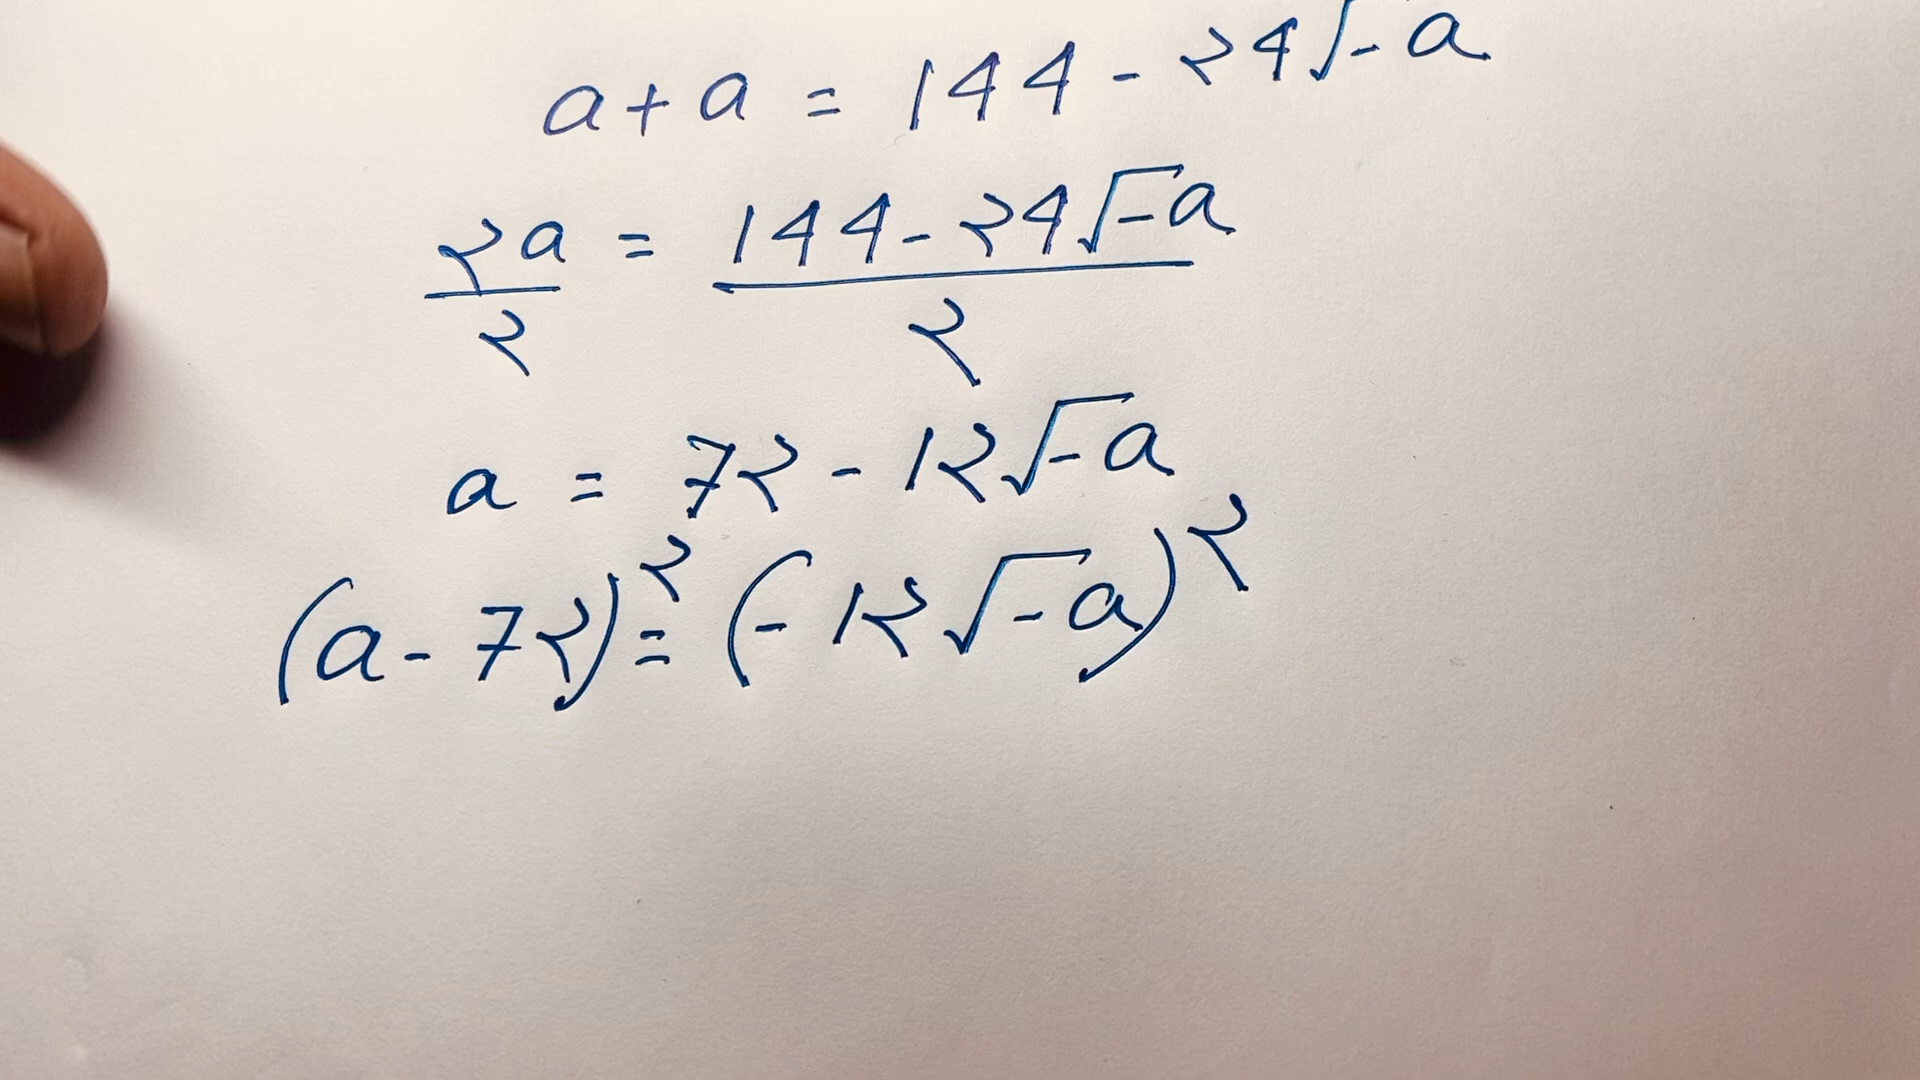 a + a = 144 - 24√-a
2a/2 = (144 - 24√-a)/2
a = 72 - 12√-a
(a - 72)² = (-12√-a)²